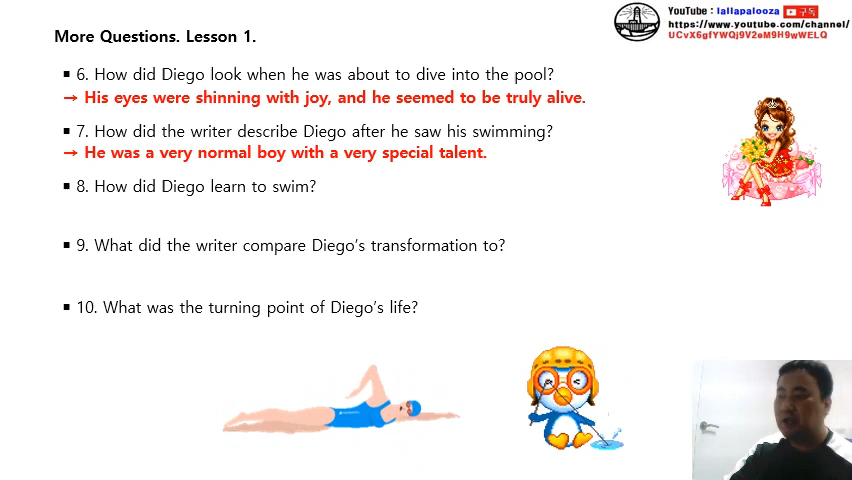 YouTube : lallapalooza 구독
https://www.youtube.com/channel/
UCvX6gfYWQj9V2eM9H9wWELQ
More Questions. Lesson 1.
▪ 6. How did Diego look when he was about to dive into the pool?
→ His eyes were shinning with joy, and he seemed to be truly alive.
▪ 7. How did the writer describe Diego after he saw his swimming?
→ He was a very normal boy with a very special talent.
▪ 8. How did Diego learn to swim?
▪ 9. What did the writer compare Diego's transformation to?
▪ 10. What was the turning point of Diego's life?